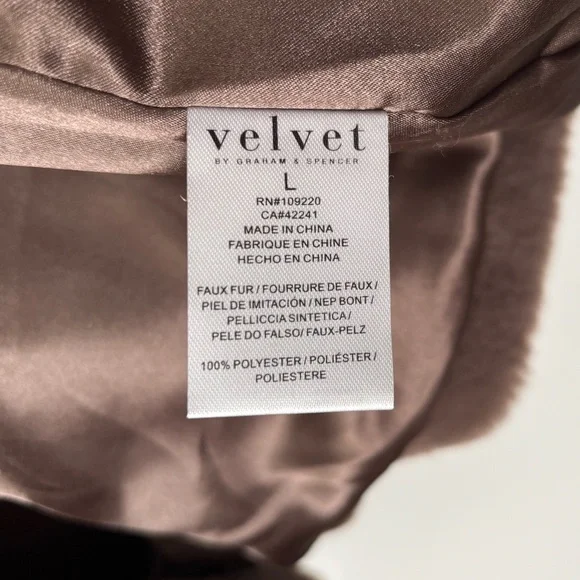 velvet
BY GRAHAM & SPENCER
L
RN#109220
CA#42241
MADE IN CHINA
FABRIQUE EN CHINE
HECHO EN CHINA
FAUX FUR / FOURRURE DE FAUX /
PIEL DE IMITACIÓN / NEP BONT /
PELLICCIA SINTETICA /
PELE DO FALSO/ FAUX-PELZ
100% POLYESTER / POLIÉSTER /
POLIESTERE